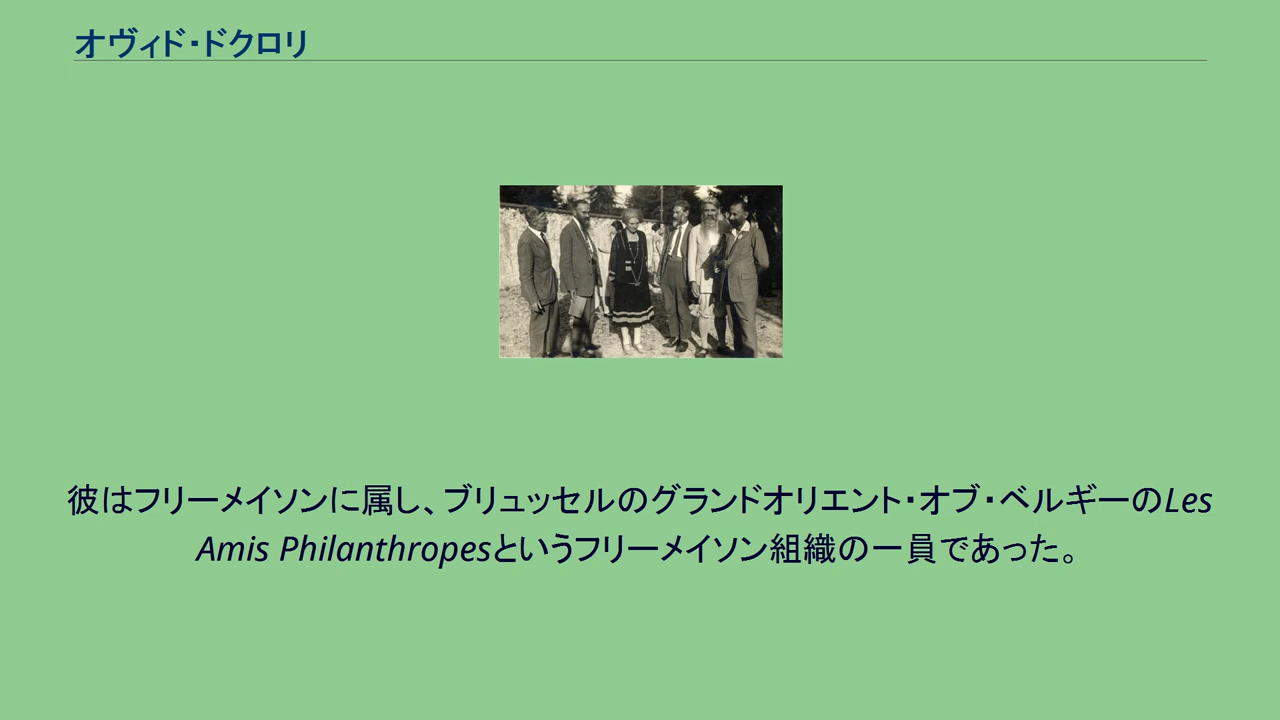 オヴィド・ドクロリ
彼はフリーメイソンに属し、ブリュッセルのグランドオリエント・オブ・ベルギーのLes
Amis Philanthropesというフリーメイソン組織の一員であった。